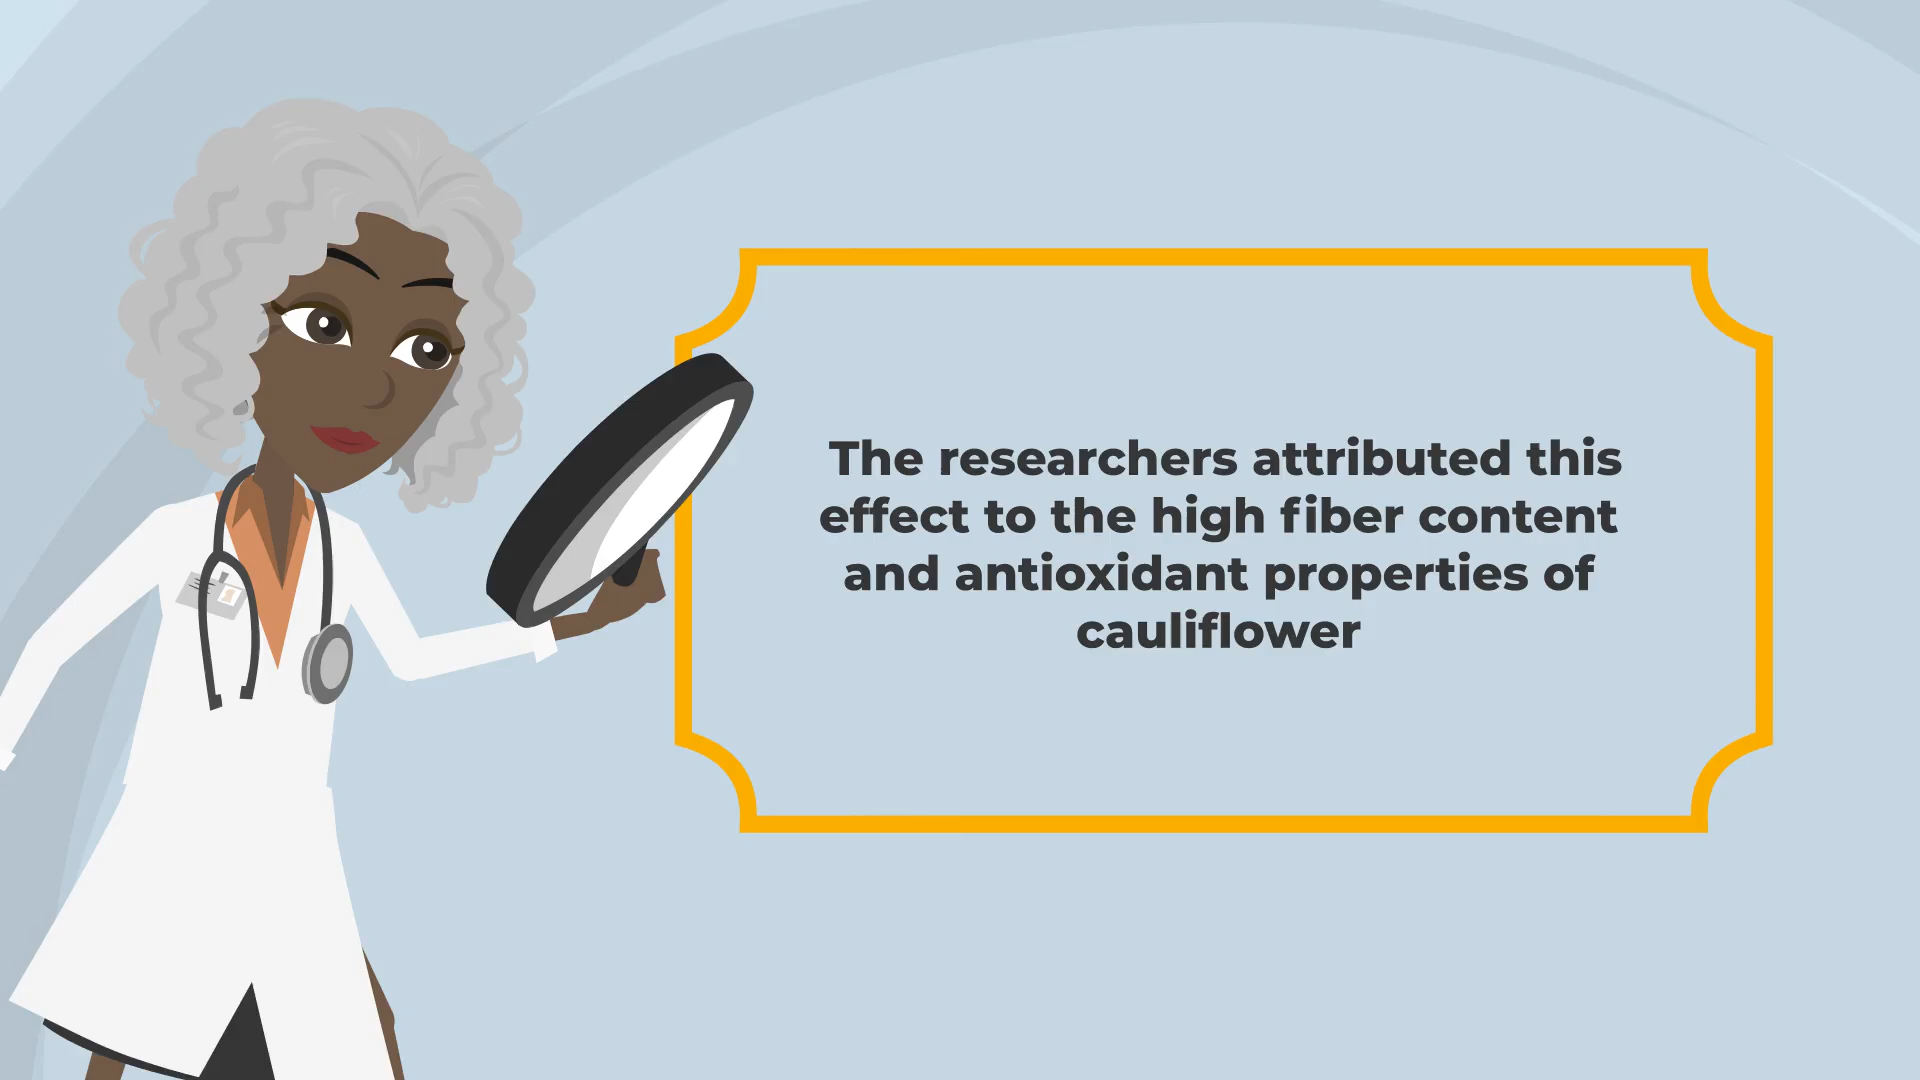 The researchers attributed this
effect to the high fiber content
and antioxidant properties of
cauliflower